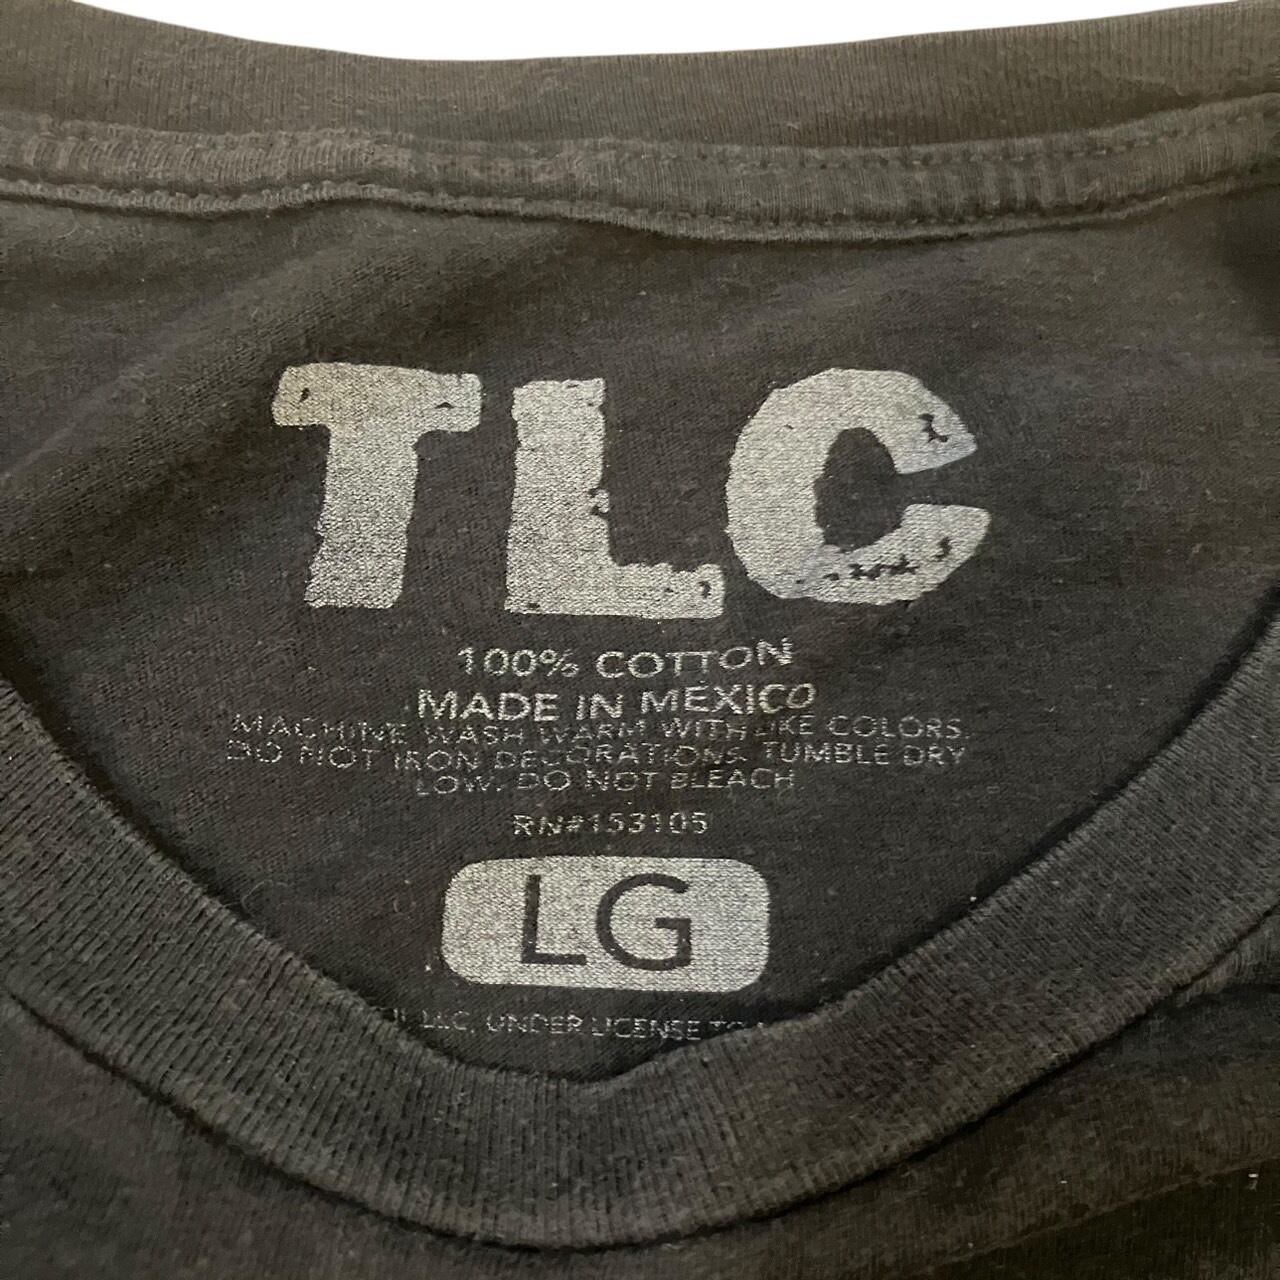 TLC
100% COTTON
MADE IN MEXICO
MACHINE WASH WARM WITH LIKE COLORS.
DO NOT IRON DECORATIONS. TUMBLE DRY
LOW. DO NOT BLEACH.
RN#153105
LG
LLC, UNDER LICENSE TO